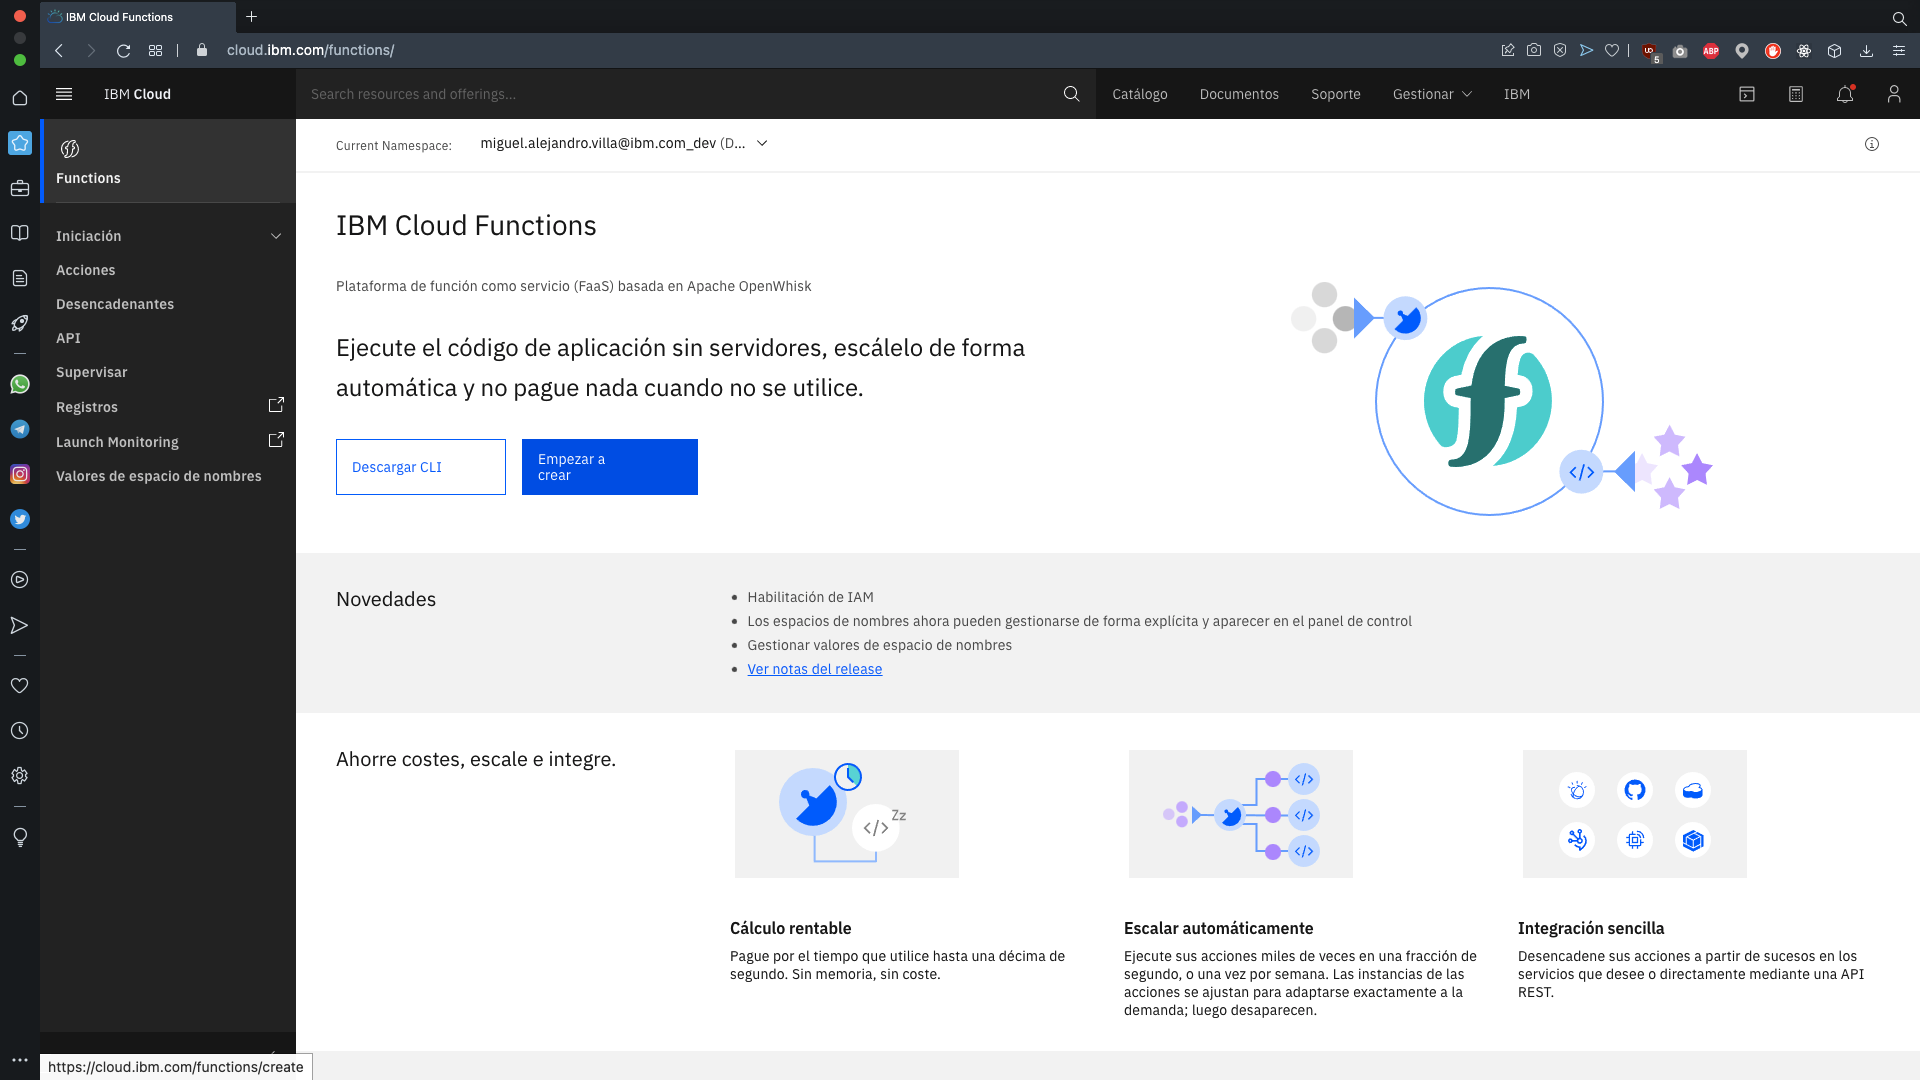 IBM Cloud Functions
cloud.ibm.com/functions/
5
ABP
IBM Cloud
Search resources and offerings...
Catálogo
Documentos
Soporte
Gestionar
IBM
Functions
Iniciación
Acciones
Desencadenantes
API
Supervisar
Registros
Launch Monitoring
Valores de espacio de nombres
Current Namespace:
miguel.alejandro.villa@ibm.com_dev (D...
IBM Cloud Functions
Plataforma de función como servicio (FaaS) basada en Apache OpenWhisk
Ejecute el código de aplicación sin servidores, escálelo de forma
automática y no pague nada cuando no se utilice.
Descargar CLI
Empezar a
crear
f
</>
Novedades
Habilitación de IAM
Los espacios de nombres ahora pueden gestionarse de forma explícita y aparecer en el panel de control
Gestionar valores de espacio de nombres
Ver notas del release
Ahorre costes, escale e integre.
Zz
</>
</>
</>
</>
Cálculo rentable
Pague por el tiempo que utilice hasta una décima de
segundo. Sin memoria, sin coste.
Escalar automáticamente
Ejecute sus acciones miles de veces en una fracción de
segundo, o una vez por semana. Las instancias de las
acciones se ajustan para adaptarse exactamente a la
demanda; luego desaparecen.
Integración sencilla
Desencadene sus acciones a partir de sucesos en los
servicios que desee o directamente mediante una API
REST.
https://cloud.ibm.com/functions/create